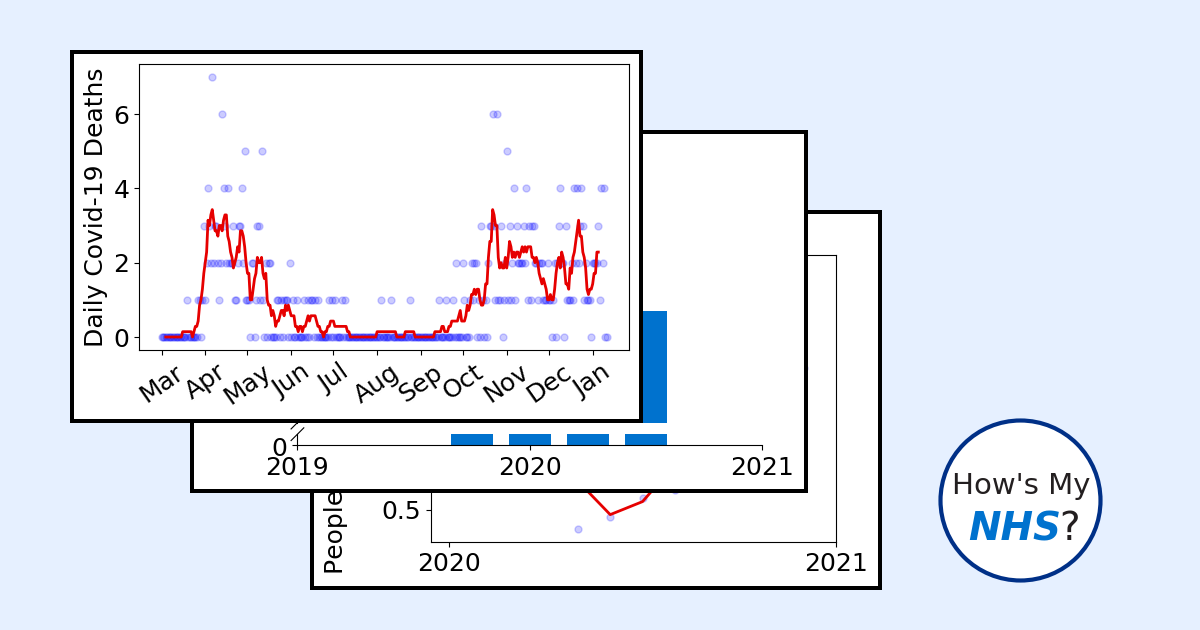 Daily Covid-19 Deaths
6
4
2
0
Mar Apr May Jun Jul Aug Sep Oct Nov Dec Jan
0
2019 2020 2021
People
0.5
2020 2021
How's My
NHS?